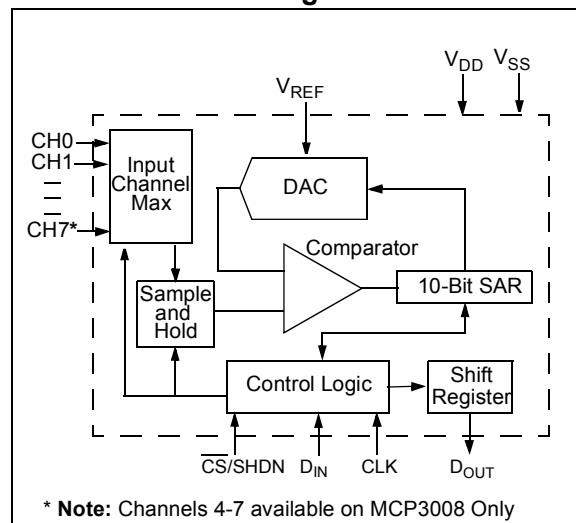 V_DD V_SS
V_REF
CH0
CH1
CH7*
Input
Channel
Max
DAC
Comparator
Sample
and
Hold
10-Bit SAR
Control Logic
Shift
Register
C̅S̅/SHDN D_IN CLK D_OUT
* Note: Channels 4-7 available on MCP3008 Only